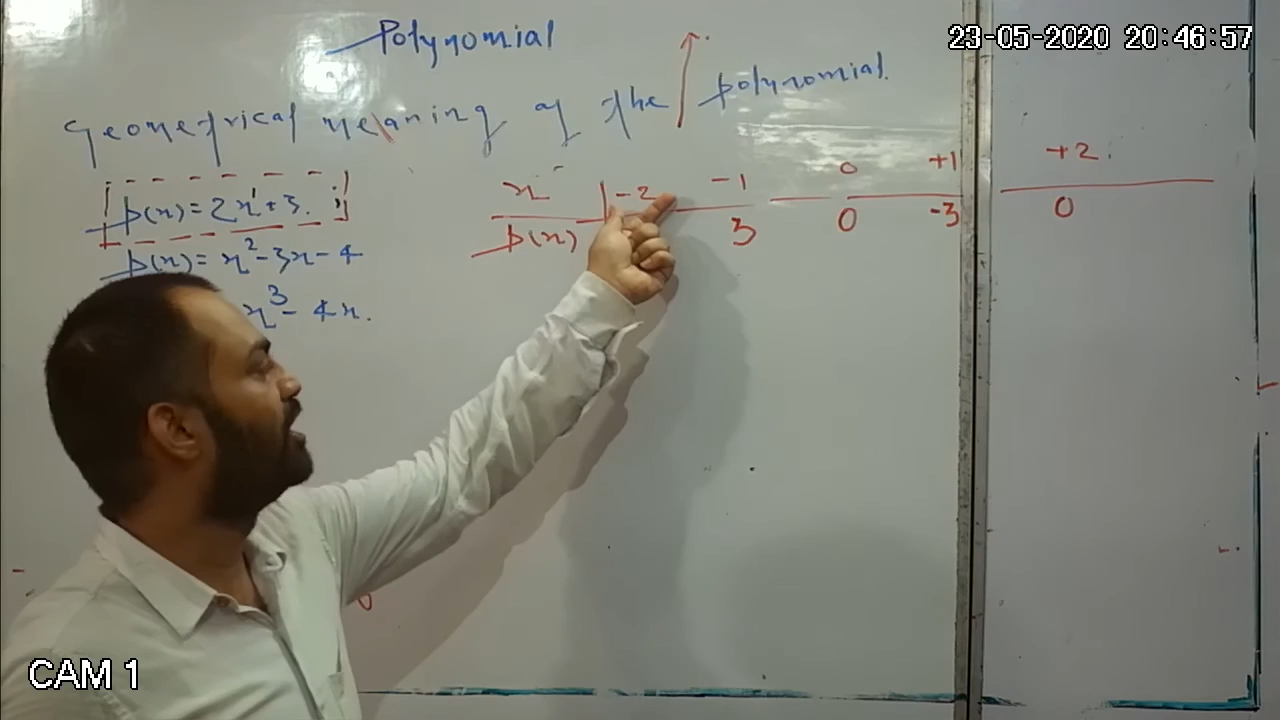 23-05-2020 20:46:57
Polynomial
Geometrical meaning of the polynomial.
p(x) = 2x¹+3.
p(x) = x²-3x-4
x³-4x.
x -2 -1 0 +1 +2
p(x) 3 0 -3 0
CAM 1